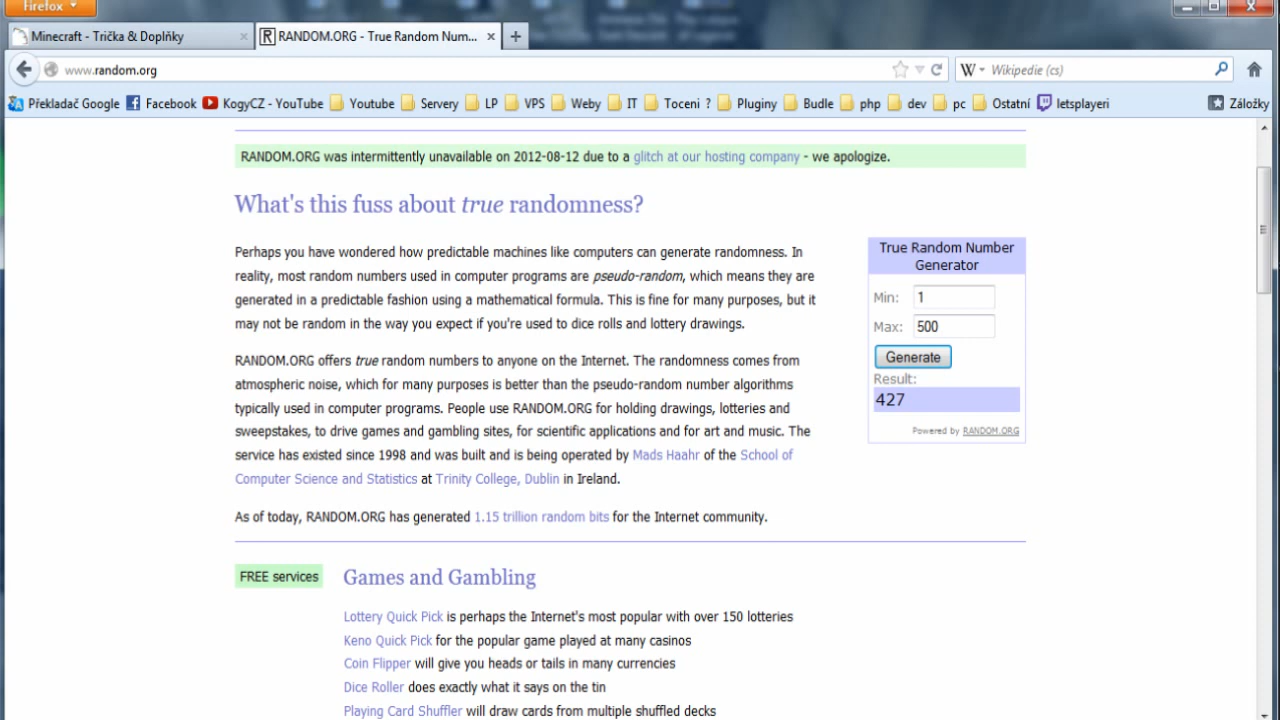 Firefox
Minecraft - Trička & Doplňky
RANDOM.ORG - True Random Num...
www.random.org
Wikipedie (cs)
Překladač Google Facebook KogyCZ - YouTube Youtube Servery LP VPS Weby IT Toceni ? Pluginy Budle php dev pc Ostatní letsplayeri Záložky
RANDOM.ORG was intermittently unavailable on 2012-08-12 due to a glitch at our hosting company - we apologize.
What's this fuss about true randomness?
Perhaps you have wondered how predictable machines like computers can generate randomness. In
reality, most random numbers used in computer programs are pseudo-random, which means they are
generated in a predictable fashion using a mathematical formula. This is fine for many purposes, but it
may not be random in the way you expect if you're used to dice rolls and lottery drawings.
RANDOM.ORG offers true random numbers to anyone on the Internet. The randomness comes from
atmospheric noise, which for many purposes is better than the pseudo-random number algorithms
typically used in computer programs. People use RANDOM.ORG for holding drawings, lotteries and
sweepstakes, to drive games and gambling sites, for scientific applications and for art and music. The
service has existed since 1998 and was built and is being operated by Mads Haahr of the School of
Computer Science and Statistics at Trinity College, Dublin in Ireland.
As of today, RANDOM.ORG has generated 1.15 trillion random bits for the Internet community.
True Random Number
Generator
Min: 1
Max: 500
Generate
Result:
427
Powered by RANDOM.ORG
FREE services
Games and Gambling
Lottery Quick Pick is perhaps the Internet's most popular with over 150 lotteries
Keno Quick Pick for the popular game played at many casinos
Coin Flipper will give you heads or tails in many currencies
Dice Roller does exactly what it says on the tin
Playing Card Shuffler will draw cards from multiple shuffled decks